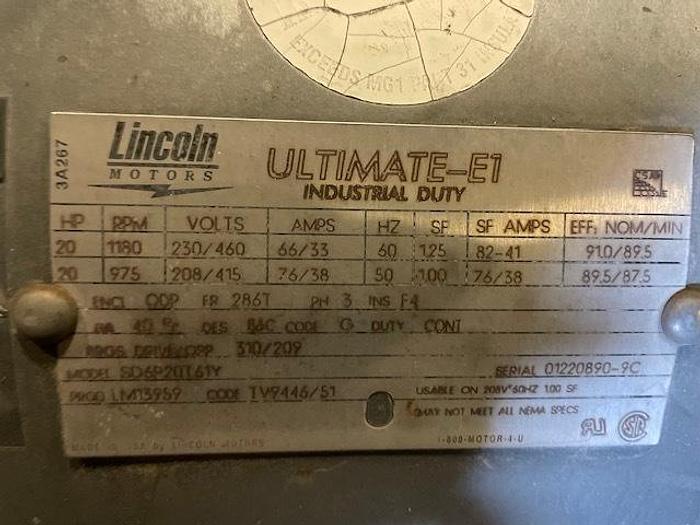 EXCEEDS MG1 PART 31
3A267
Lincoln
MOTORS
ULTIMATE-E1
INDUSTRIAL DUTY
HP RPM VOLTS AMPS HZ SF SF AMPS EFF: NOM/MIN
20 1180 230/460 66/33 60 1.25 82-41 91.0/89.5
20 975 208/415 76/38 50 1.00 76/38 89.5/87.5
ENCL ODP FR 286T PH 3 INS F4
40 °C DES B&C CODE G DUTY CONT
BRGS. DRIVE/OPP 310/209
MODEL SD6P20T61Y SERIAL 01220890-9C
PROD LM13959 CODE TV9446/51 USABLE ON 208V*60HZ 1.00 SF
MAY NOT MEET ALL NEMA SPECS
MADE IN USA by LINCOLN MOTORS 1-800-MOTOR-4-U